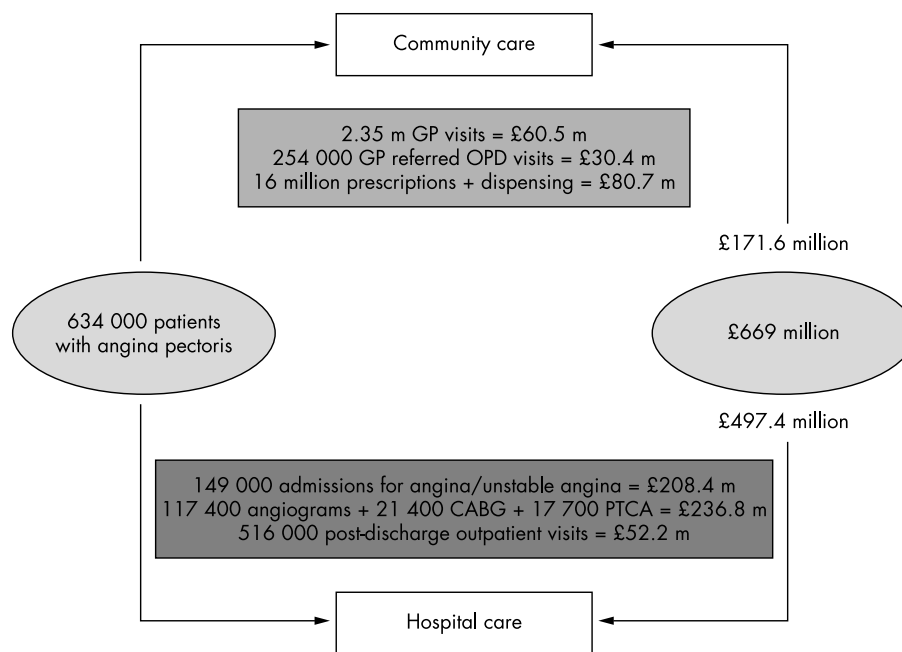 Community care
2.35 m GP visits = £60.5 m
254 000 GP referred OPD visits = £30.4 m
16 million prescriptions + dispensing = £80.7 m
£171.6 million
634 000 patients
with angina pectoris
£669 million
£497.4 million
149 000 admissions for angina/unstable angina = £208.4 m
117 400 angiograms + 21 400 CABG + 17 700 PTCA = £236.8 m
516 000 post-discharge outpatient visits = £52.2 m
Hospital care